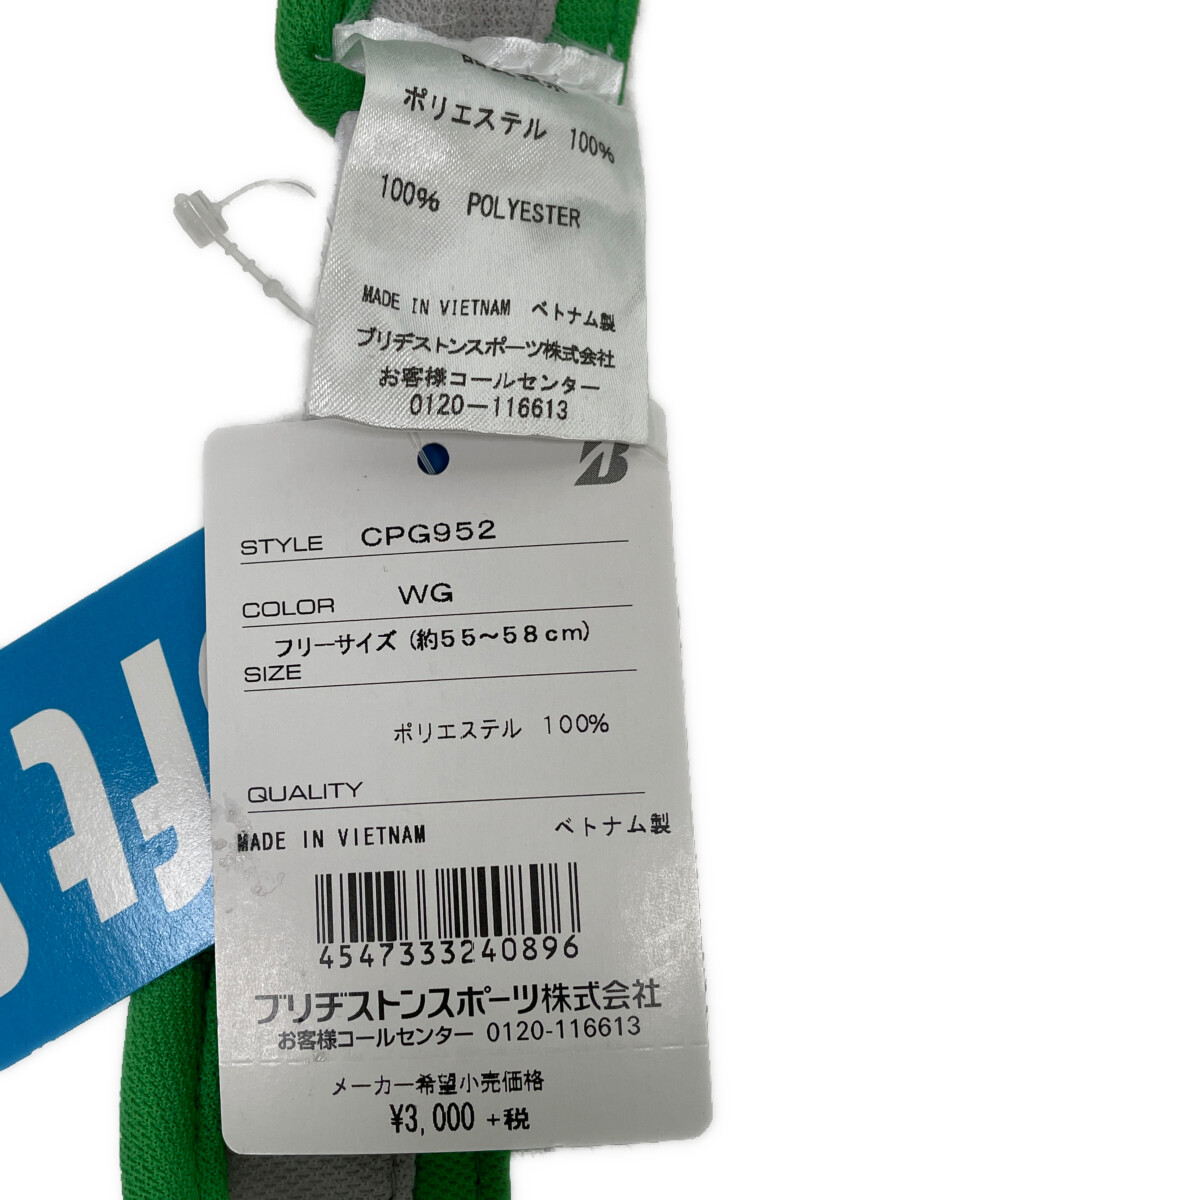 ポリエステル 100%
100% POLYESTER
MADE IN VIETNAM ベトナム製
ブリヂストンスポーツ株式会社
お客様コールセンター
0120-116613
B
STYLE CPG952
COLOR WG
フリーサイズ (約55~58cm)
SIZE
ポリエステル 100%
QUALITY
MADE IN VIETNAM ベトナム製
4547333240896
ブリヂストンスポーツ株式会社
お客様コールセンター 0120-116613
メーカー希望小売価格
¥3,000 +税
ft